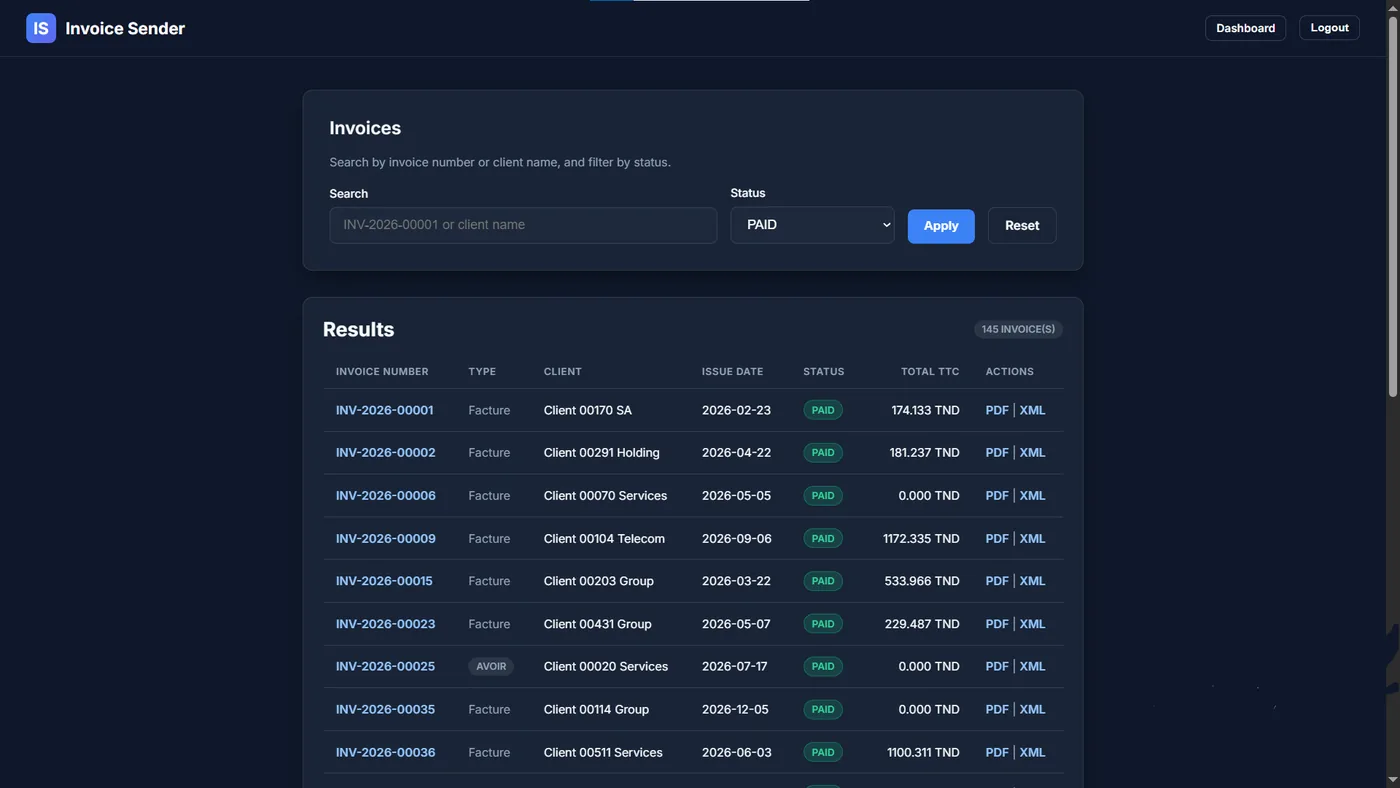 IS Invoice Sender Dashboard Logout
Invoices
Search by invoice number or client name, and filter by status.
Search Status
INV-2026-00001 or client name PAID Apply Reset
Results 145 INVOICE(S)
INVOICE NUMBER TYPE CLIENT ISSUE DATE STATUS TOTAL TTC ACTIONS
INV-2026-00001 Facture Client 00170 SA 2026-02-23 PAID 174.133 TND PDF | XML
INV-2026-00002 Facture Client 00291 Holding 2026-04-22 PAID 181.237 TND PDF | XML
INV-2026-00006 Facture Client 00070 Services 2026-05-05 PAID 0.000 TND PDF | XML
INV-2026-00009 Facture Client 00104 Telecom 2026-09-06 PAID 1172.335 TND PDF | XML
INV-2026-00015 Facture Client 00203 Group 2026-03-22 PAID 533.966 TND PDF | XML
INV-2026-00023 Facture Client 00431 Group 2026-05-07 PAID 229.487 TND PDF | XML
INV-2026-00025 AVOIR Client 00020 Services 2026-07-17 PAID 0.000 TND PDF | XML
INV-2026-00035 Facture Client 00114 Group 2026-12-05 PAID 0.000 TND PDF | XML
INV-2026-00036 Facture Client 00511 Services 2026-06-03 PAID 1100.311 TND PDF | XML